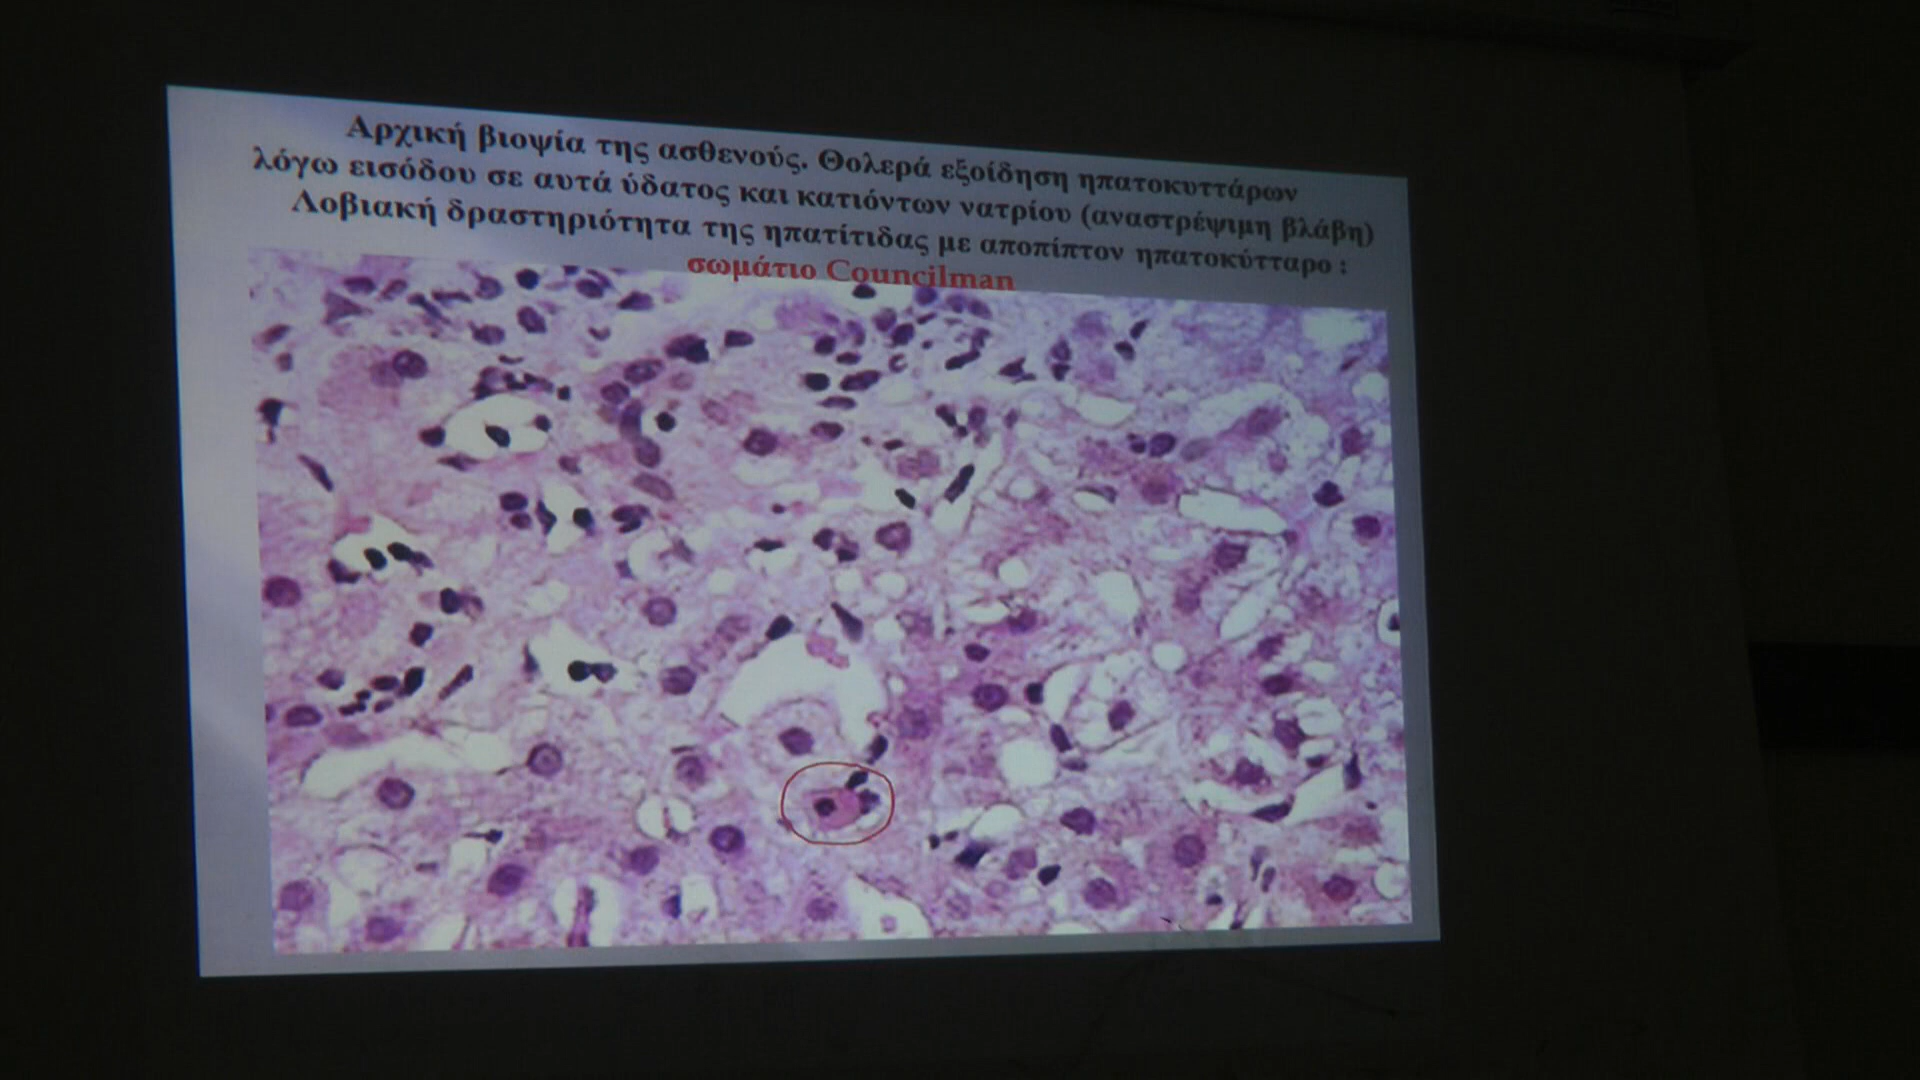 Αρχική βιοψία της ασθενούς. Θολερά εξοίδηση ηπατοκυττάρων
λόγω εισόδου σε αυτά ύδατος και κατιόντων νατρίου (αναστρέψιμη βλάβη)
Λοβιακή δραστηριότητα της ηπατίτιδας με αποπίπτον ηπατοκύτταρο :
σωμάτιο Councilman